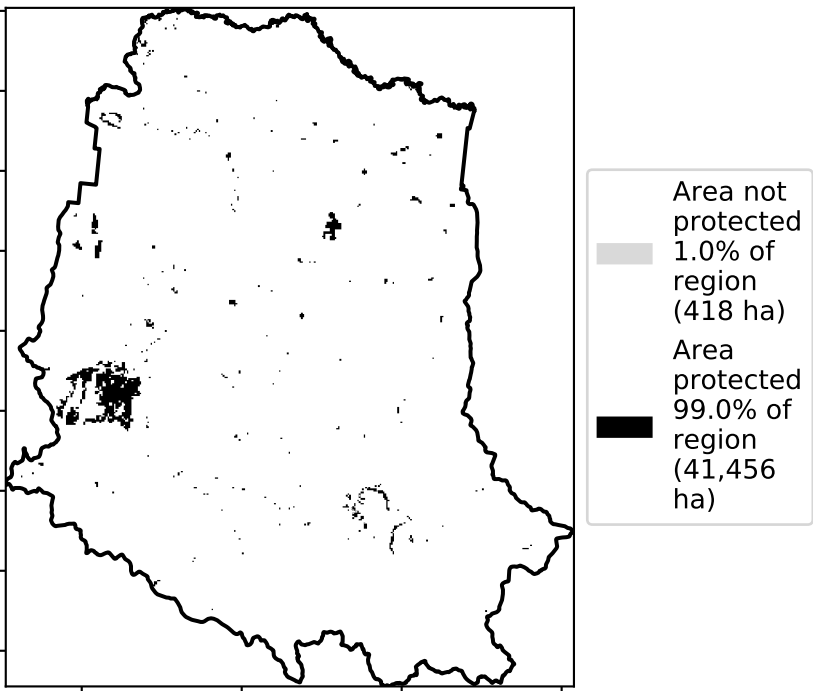 Area not
protected
1.0% of
region
(418 ha)
Area
protected
99.0% of
region
(41,456
ha)